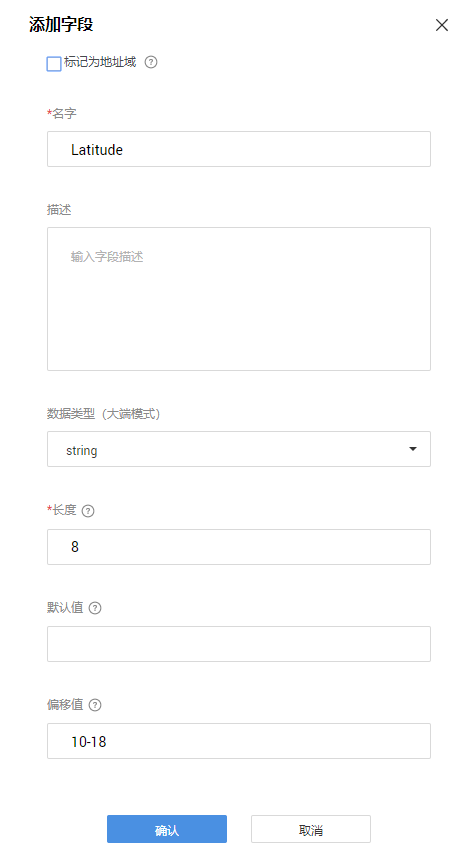 添加字段
标记为地址域
*名字
Latitude
描述
输入字段描述
数据类型（大端模式）
string
*长度
8
默认值
偏移值
10-18
确认
取消